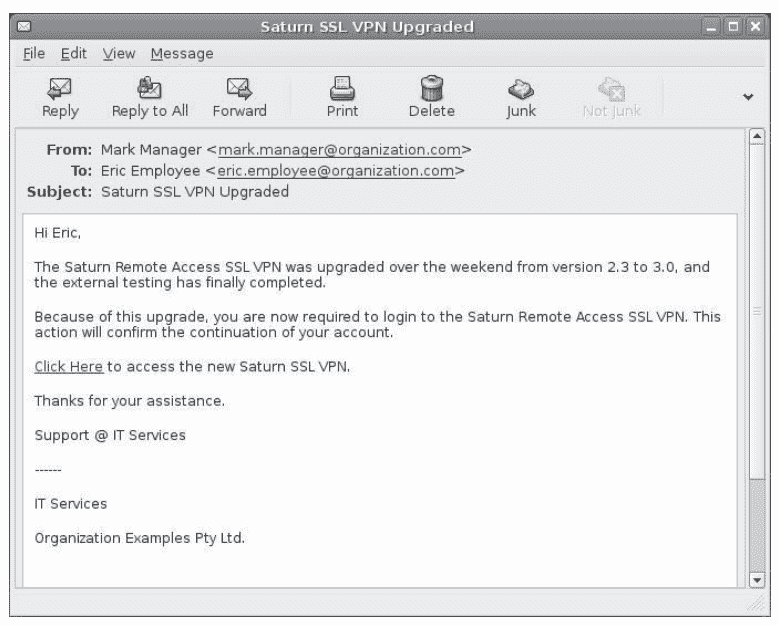 Saturn SSL VPN Upgraded
File Edit View Message
Reply Reply to All Forward Print Delete Junk Not Junk
From: Mark Manager <mark.manager@organization.com>
To: Eric Employee <eric.employee@organization.com>
Subject: Saturn SSL VPN Upgraded
Hi Eric,
The Saturn Remote Access SSL VPN was upgraded over the weekend from version 2.3 to 3.0, and
the external testing has finally completed.
Because of this upgrade, you are now required to login to the Saturn Remote Access SSL VPN. This
action will confirm the continuation of your account.
Click Here to access the new Saturn SSL VPN.
Thanks for your assistance.
Support @ IT Services
------
IT Services
Organization Examples Pty Ltd.